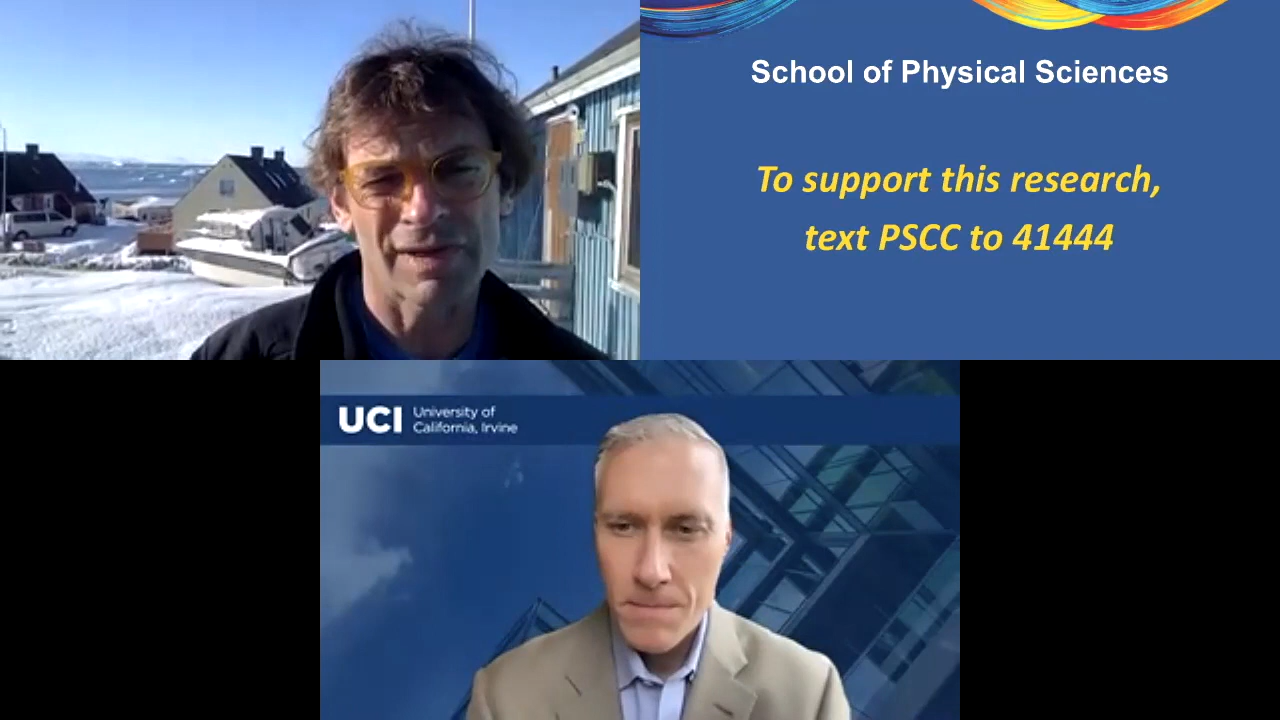 School of Physical Sciences
To support this research,
text PSCC to 41444
UCI University of
California, Irvine